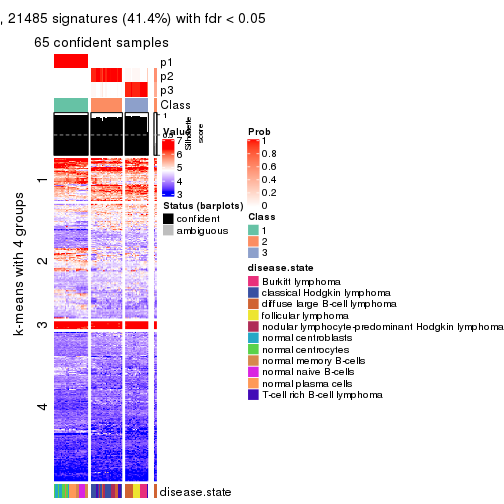 , 21485 signatures (41.4%) with fdr < 0.05
65 confident samples
p1
p2
p3
Class
1
0.5
Silhouette
score
Value
7
6
5
4
3
Prob
1
0.8
0.6
0.4
0.2
0
Status (barplots)
confident
ambiguous
Class
1
2
3
disease.state
Burkitt lymphoma
classical Hodgkin lymphoma
diffuse large B-cell lymphoma
follicular lymphoma
nodular lymphocyte-predominant Hodgkin lymphoma
normal centroblasts
normal centrocytes
normal memory B-cells
normal naive B-cells
normal plasma cells
T-cell rich B-cell lymphoma
k-means with 4 groups
1
2
3
4
disease.state